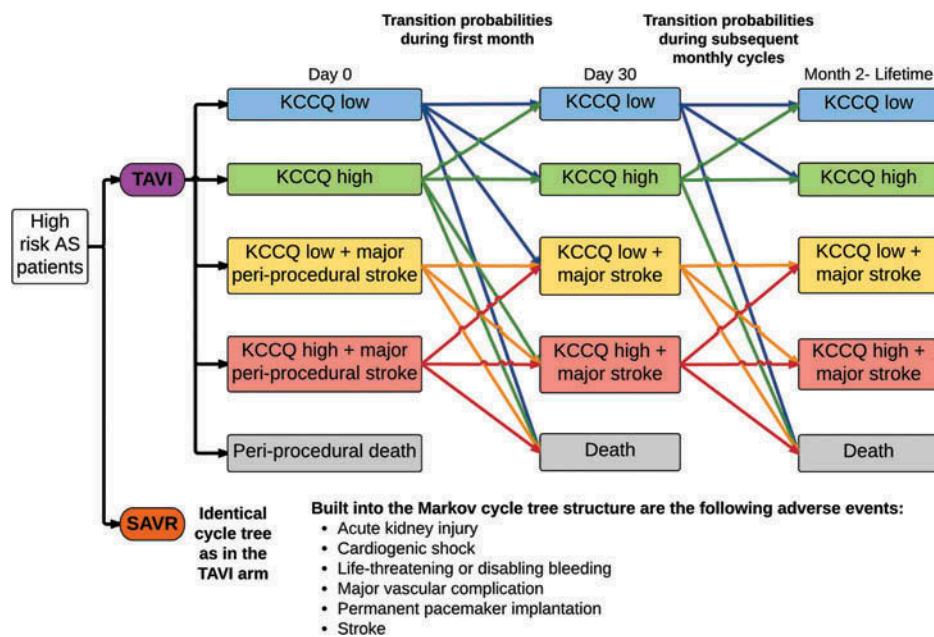 Transition probabilities
during first month
Transition probabilities
during subsequent
monthly cycles
Day 0
Day 30
Month 2- Lifetime
KCCQ low
KCCQ low
KCCQ low
TAVI
KCCQ high
KCCQ high
KCCQ high
High
risk AS
patients
KCCQ low + major
peri-procedural stroke
KCCQ low +
major stroke
KCCQ low +
major stroke
KCCQ high + major
peri-procedural stroke
KCCQ high +
major stroke
KCCQ high +
major stroke
Peri-procedural death
Death
Death
SAVR
Identical
cycle tree
as in the
TAVI arm
Built into the Markov cycle tree structure are the following adverse events:
• Acute kidney injury
• Cardiogenic shock
• Life-threatening or disabling bleeding
• Major vascular complication
• Permanent pacemaker implantation
• Stroke